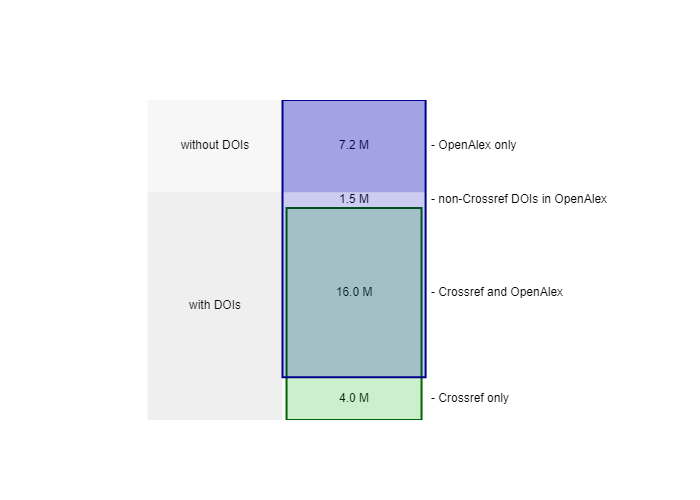 without DOIs 7.2 M - OpenAlex only
1.5 M - non-Crossref DOIs in OpenAlex
with DOIs 16.0 M - Crossref and OpenAlex
4.0 M - Crossref only